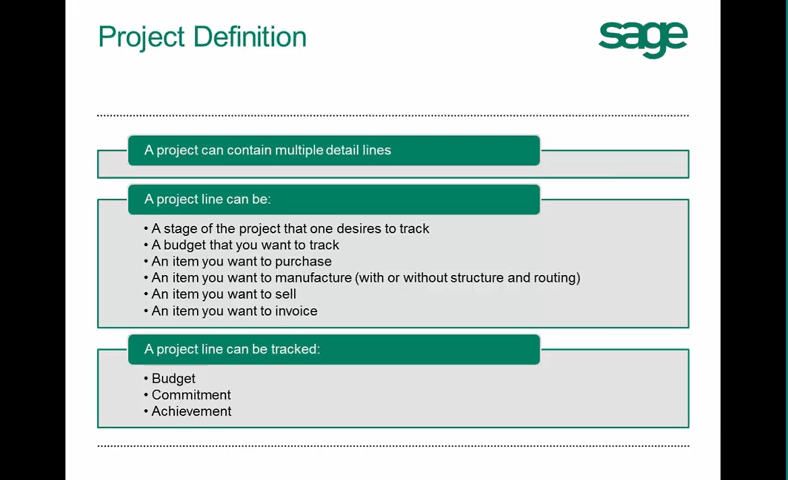 Project Definition
sage
A project can contain multiple detail lines
A project line can be:
• A stage of the project that one desires to track
• A budget that you want to track
• An item you want to purchase
• An item you want to manufacture (with or without structure and routing)
• An item you want to sell
• An item you want to invoice
A project line can be tracked:
• Budget
• Commitment
• Achievement